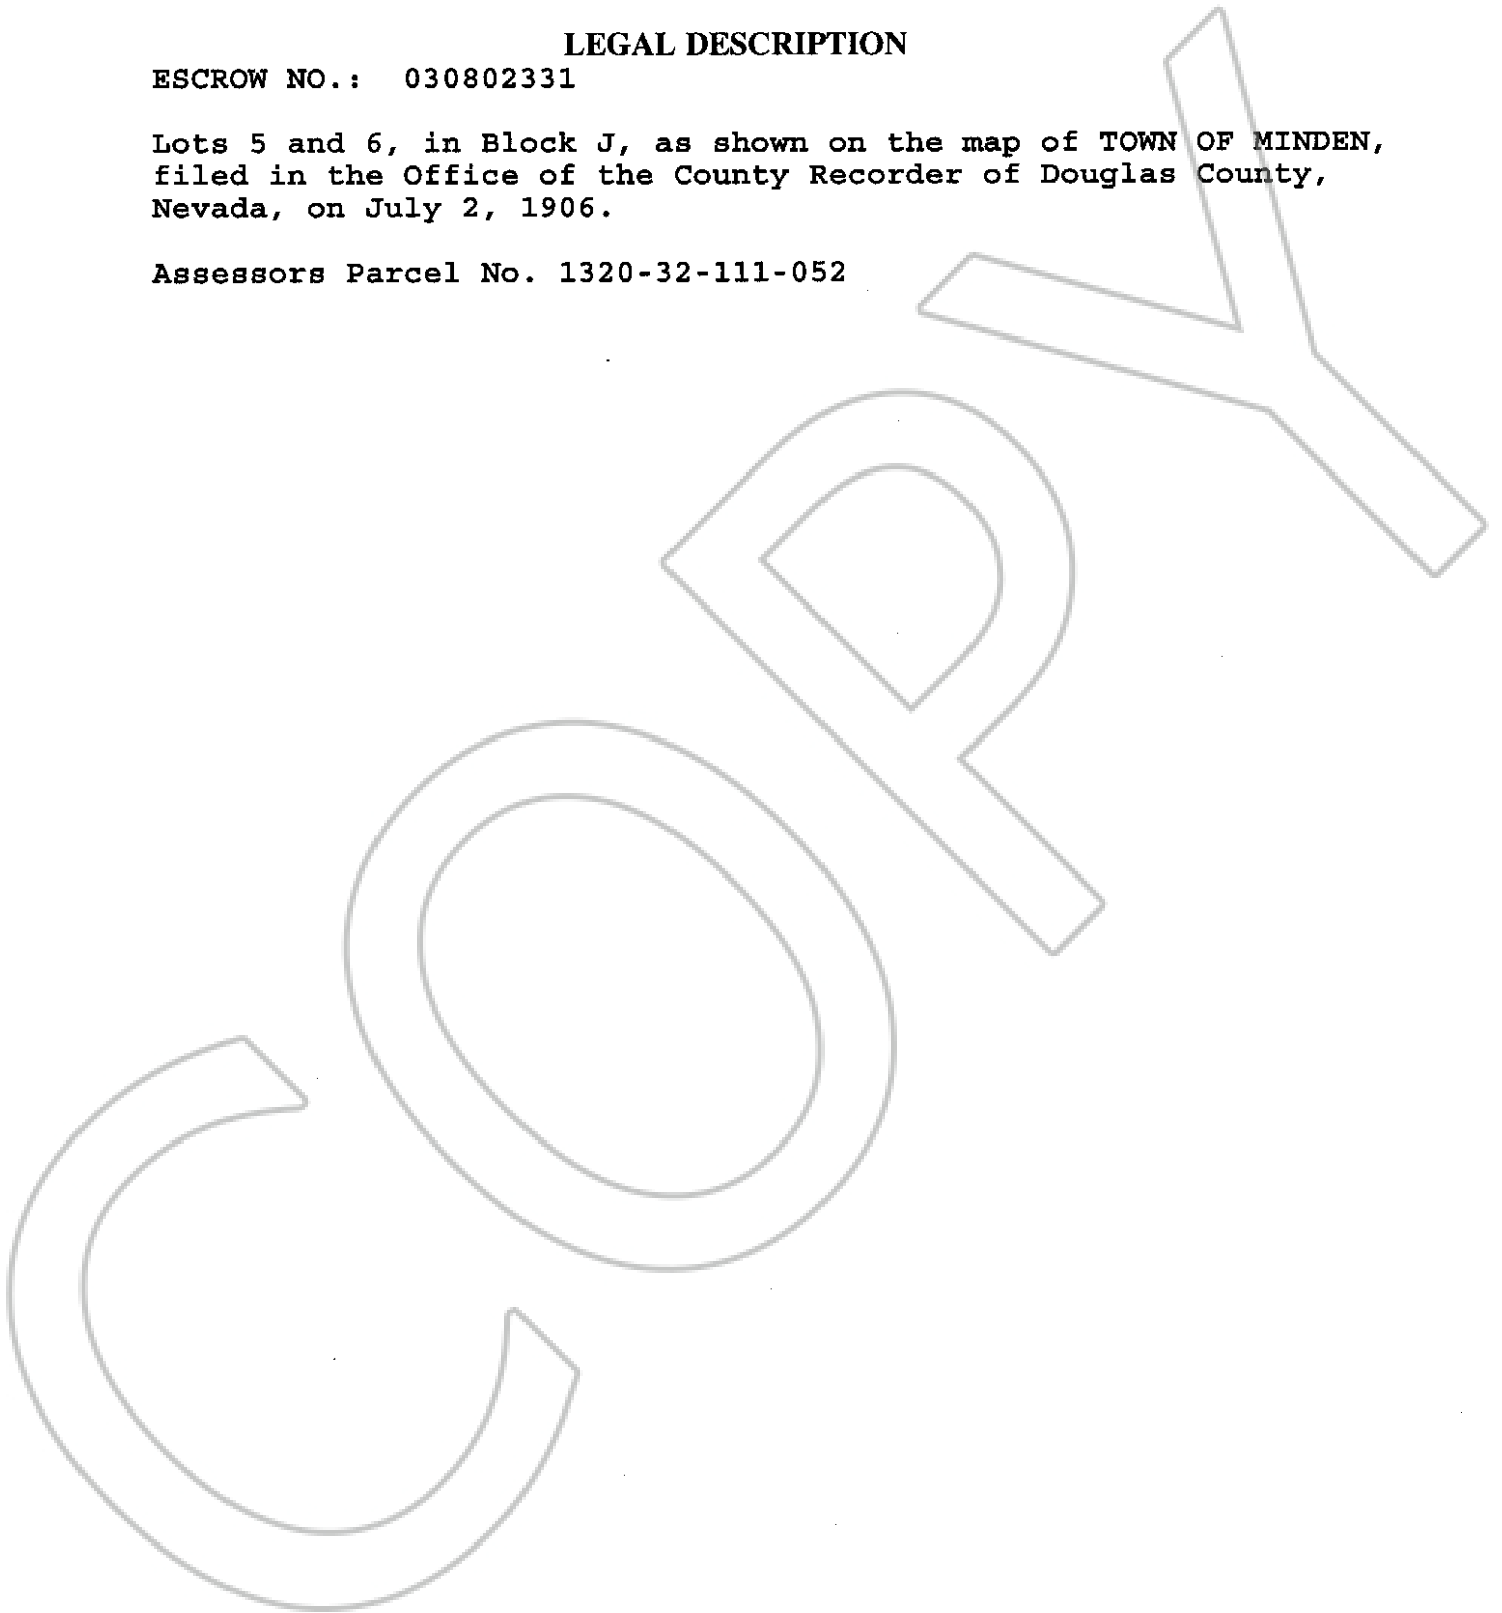 LEGAL DESCRIPTION
ESCROW NO.: 030802331
Lots 5 and 6, in Block J, as shown on the map of TOWN OF MINDEN,
filed in the Office of the County Recorder of Douglas County,
Nevada, on July 2, 1906.
Assessors Parcel No. 1320-32-111-052
COPY